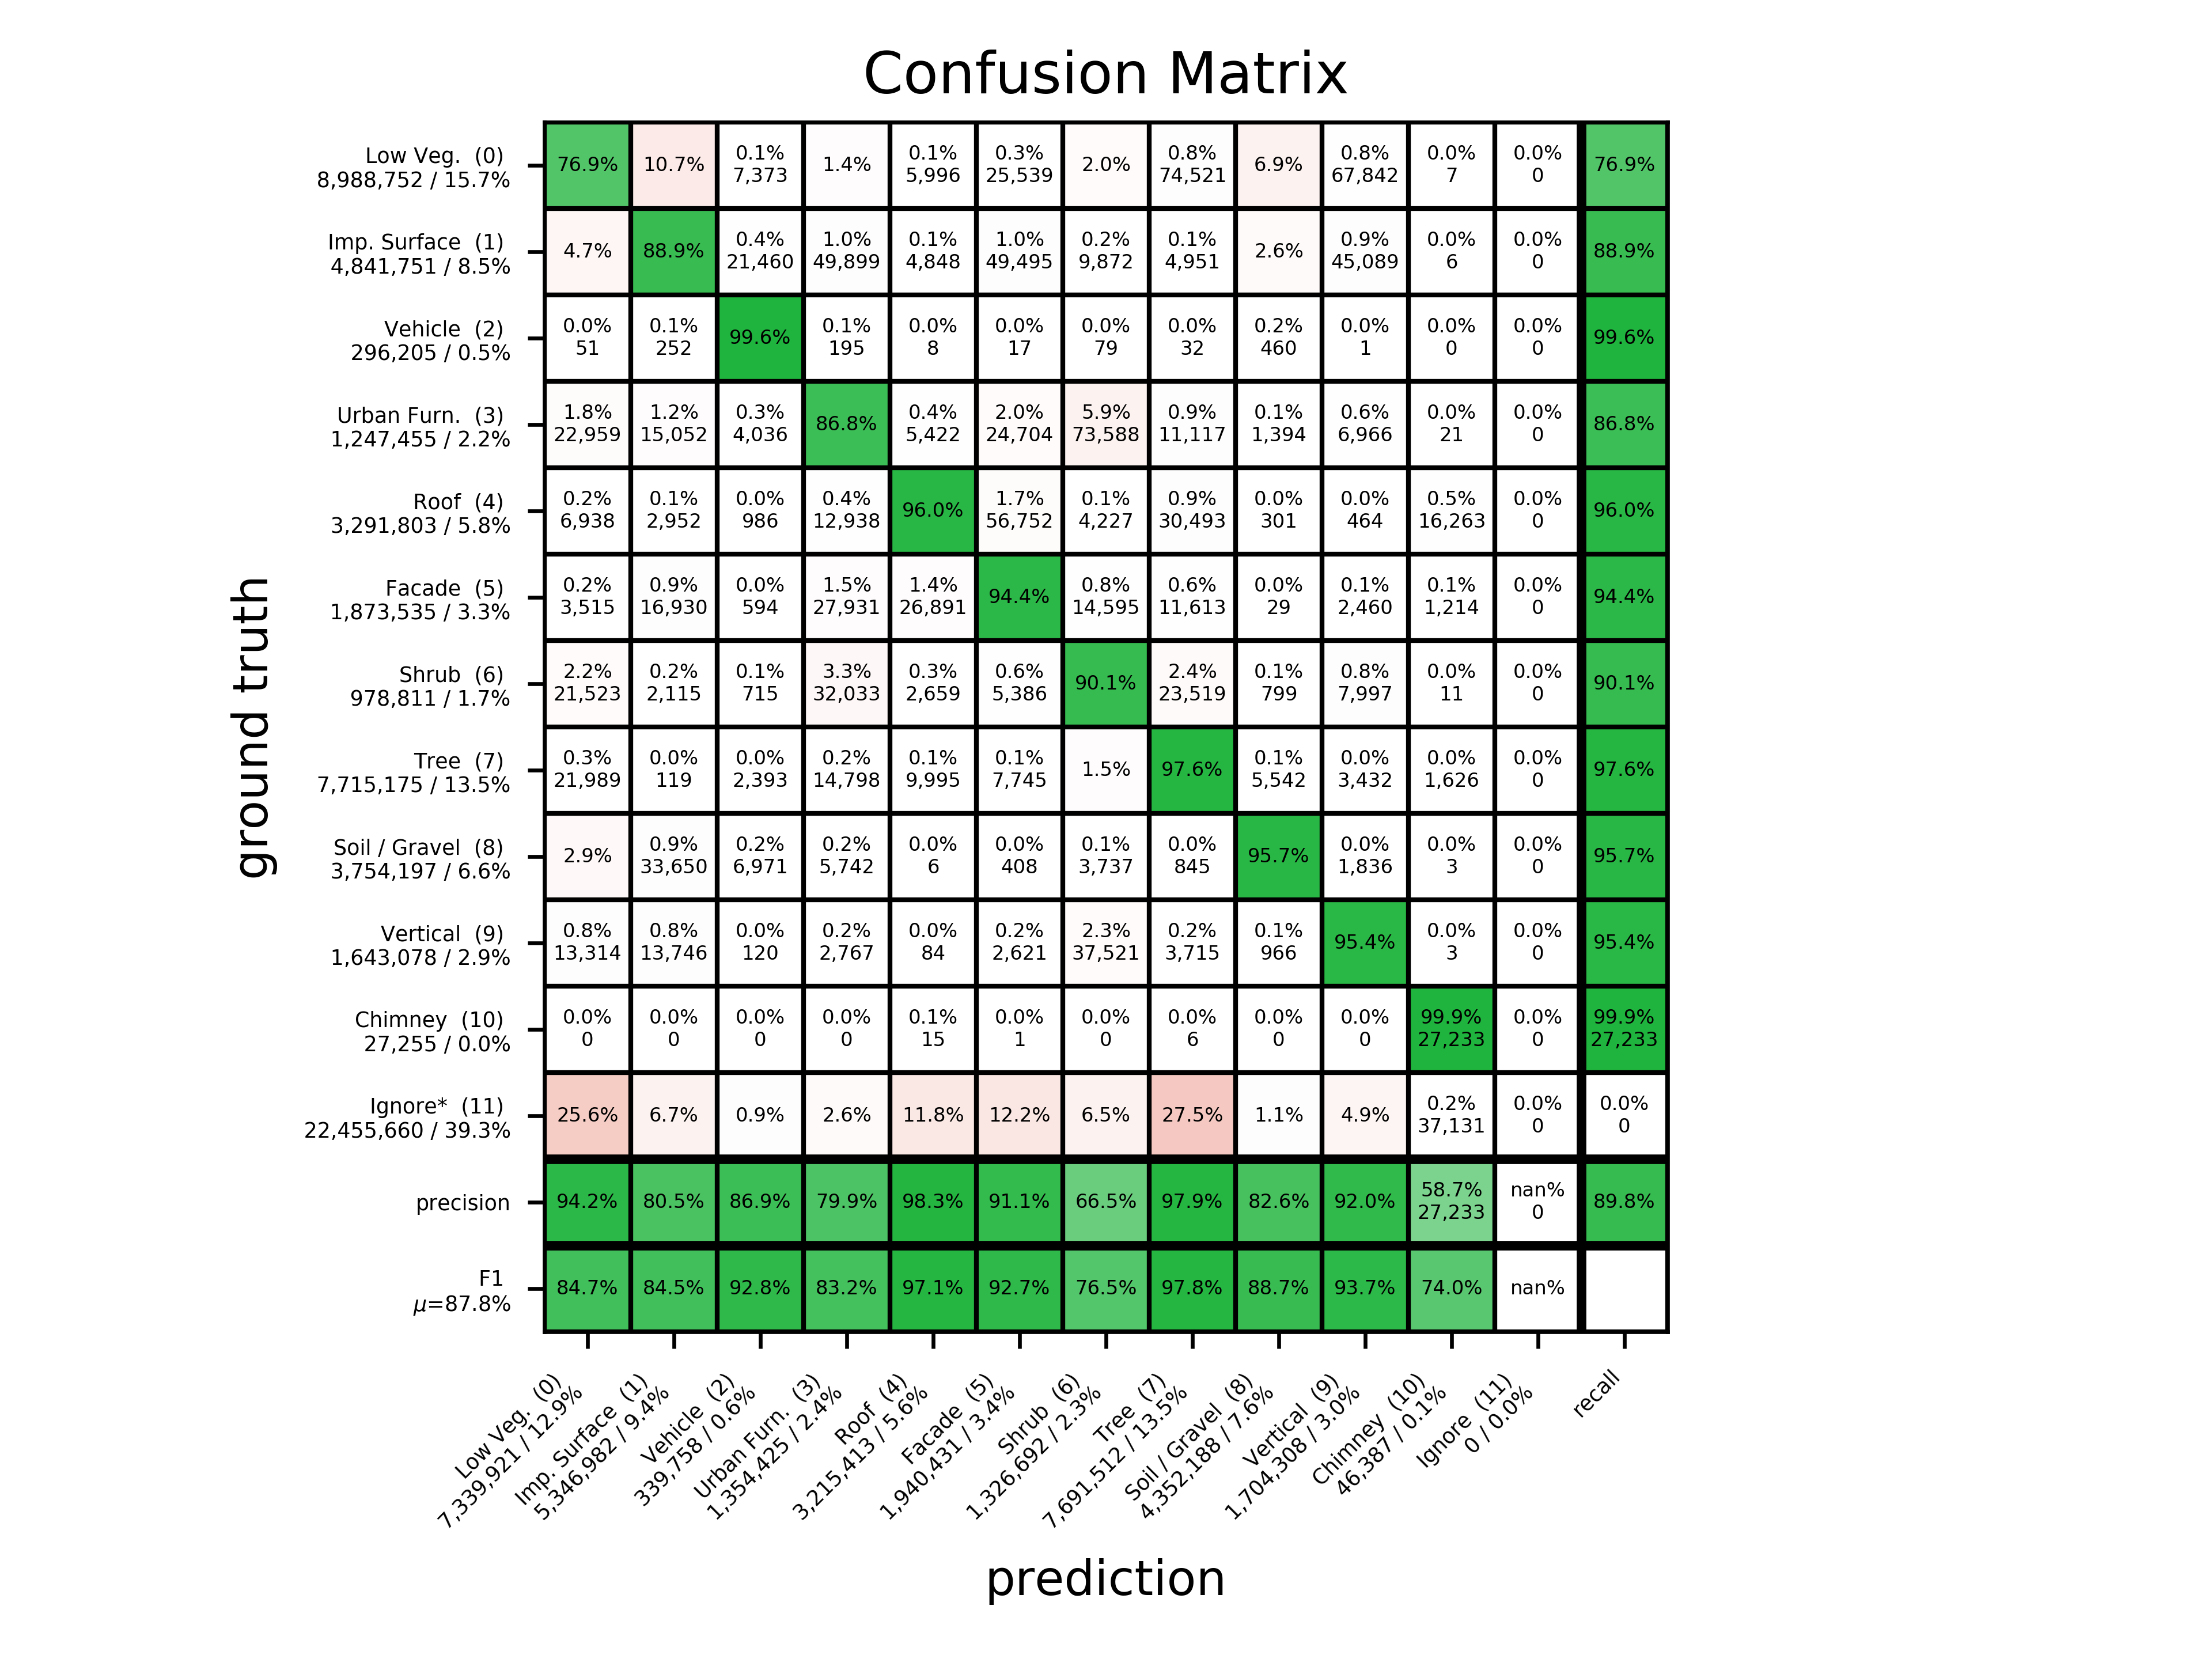 Confusion Matrix
Low Veg. (0)
8,988,752 / 15.7%
76.9% 10.7% 0.1% 1.4% 0.1% 0.3% 2.0% 0.8% 6.9% 0.8% 0.0% 0.0% 76.9%
7,373 5,996 25,539 74,521 67,842 7 0
Imp. Surface (1)
4,841,751 / 8.5%
4.7% 88.9% 0.4% 1.0% 0.1% 1.0% 0.2% 0.1% 2.6% 0.9% 0.0% 0.0% 88.9%
21,460 49,899 4,848 49,495 9,872 4,951 45,089 6 0
Vehicle (2)
296,205 / 0.5%
0.0% 0.1% 99.6% 0.1% 0.0% 0.0% 0.0% 0.0% 0.2% 0.0% 0.0% 0.0% 99.6%
51 252 195 8 17 79 32 460 1 0 0
Urban Furn. (3)
1,247,455 / 2.2%
1.8% 1.2% 0.3% 86.8% 0.4% 2.0% 5.9% 0.9% 0.1% 0.6% 0.0% 0.0% 86.8%
22,959 15,052 4,036 5,422 24,704 73,588 11,117 1,394 6,966 21 0
Roof (4)
3,291,803 / 5.8%
0.2% 0.1% 0.0% 0.4% 96.0% 1.7% 0.1% 0.9% 0.0% 0.0% 0.5% 0.0% 96.0%
6,938 2,952 986 12,938 56,752 4,227 30,493 301 464 16,263 0
Facade (5)
1,873,535 / 3.3%
0.2% 0.9% 0.0% 1.5% 1.4% 94.4% 0.8% 0.6% 0.0% 0.1% 0.1% 0.0% 94.4%
3,515 16,930 594 27,931 26,891 14,595 11,613 29 2,460 1,214 0
Shrub (6)
978,811 / 1.7%
2.2% 0.2% 0.1% 3.3% 0.3% 0.6% 90.1% 2.4% 0.1% 0.8% 0.0% 0.0% 90.1%
21,523 2,115 715 32,033 2,659 5,386 23,519 799 7,997 11 0
Tree (7)
7,715,175 / 13.5%
0.3% 0.0% 0.0% 0.2% 0.1% 0.1% 1.5% 97.6% 0.1% 0.0% 0.0% 0.0% 97.6%
21,989 119 2,393 14,798 9,995 7,745 5,542 3,432 1,626 0
Soil / Gravel (8)
3,754,197 / 6.6%
2.9% 0.9% 0.2% 0.2% 0.0% 0.0% 0.1% 0.0% 95.7% 0.0% 0.0% 0.0% 95.7%
33,650 6,971 5,742 6 408 3,737 845 1,836 3 0
Vertical (9)
1,643,078 / 2.9%
0.8% 0.8% 0.0% 0.2% 0.0% 0.2% 2.3% 0.2% 0.1% 95.4% 0.0% 0.0% 95.4%
13,314 13,746 120 2,767 84 2,621 37,521 3,715 966 3 0
Chimney (10)
27,255 / 0.0%
0.0% 0.0% 0.0% 0.0% 0.1% 0.0% 0.0% 0.0% 0.0% 0.0% 99.9% 0.0% 99.9%
0 0 0 0 15 1 0 6 0 0 27,233 0 27,233
Ignore* (11)
22,455,660 / 39.3%
25.6% 6.7% 0.9% 2.6% 11.8% 12.2% 6.5% 27.5% 1.1% 4.9% 0.2% 0.0% 0.0%
37,131 0 0
precision
94.2% 80.5% 86.9% 79.9% 98.3% 91.1% 66.5% 97.9% 82.6% 92.0% 58.7% nan% 89.8%
27,233 0
F1
μ=87.8%
84.7% 84.5% 92.8% 83.2% 97.1% 92.7% 76.5% 97.8% 88.7% 93.7% 74.0% nan%
ground truth
Low Veg. (0)
7,339,921 / 12.9%
Imp. Surface (1)
5,346,982 / 9.4%
Vehicle (2)
339,758 / 0.6%
Urban Furn. (3)
1,354,425 / 2.4%
Roof (4)
3,215,413 / 5.6%
Facade (5)
1,940,431 / 3.4%
Shrub (6)
1,326,692 / 2.3%
Tree (7)
7,691,512 / 13.5%
Soil / Gravel (8)
4,352,188 / 7.6%
Vertical (9)
1,704,308 / 3.0%
Chimney (10)
46,387 / 0.1%
Ignore (11)
0 / 0.0%
recall
prediction